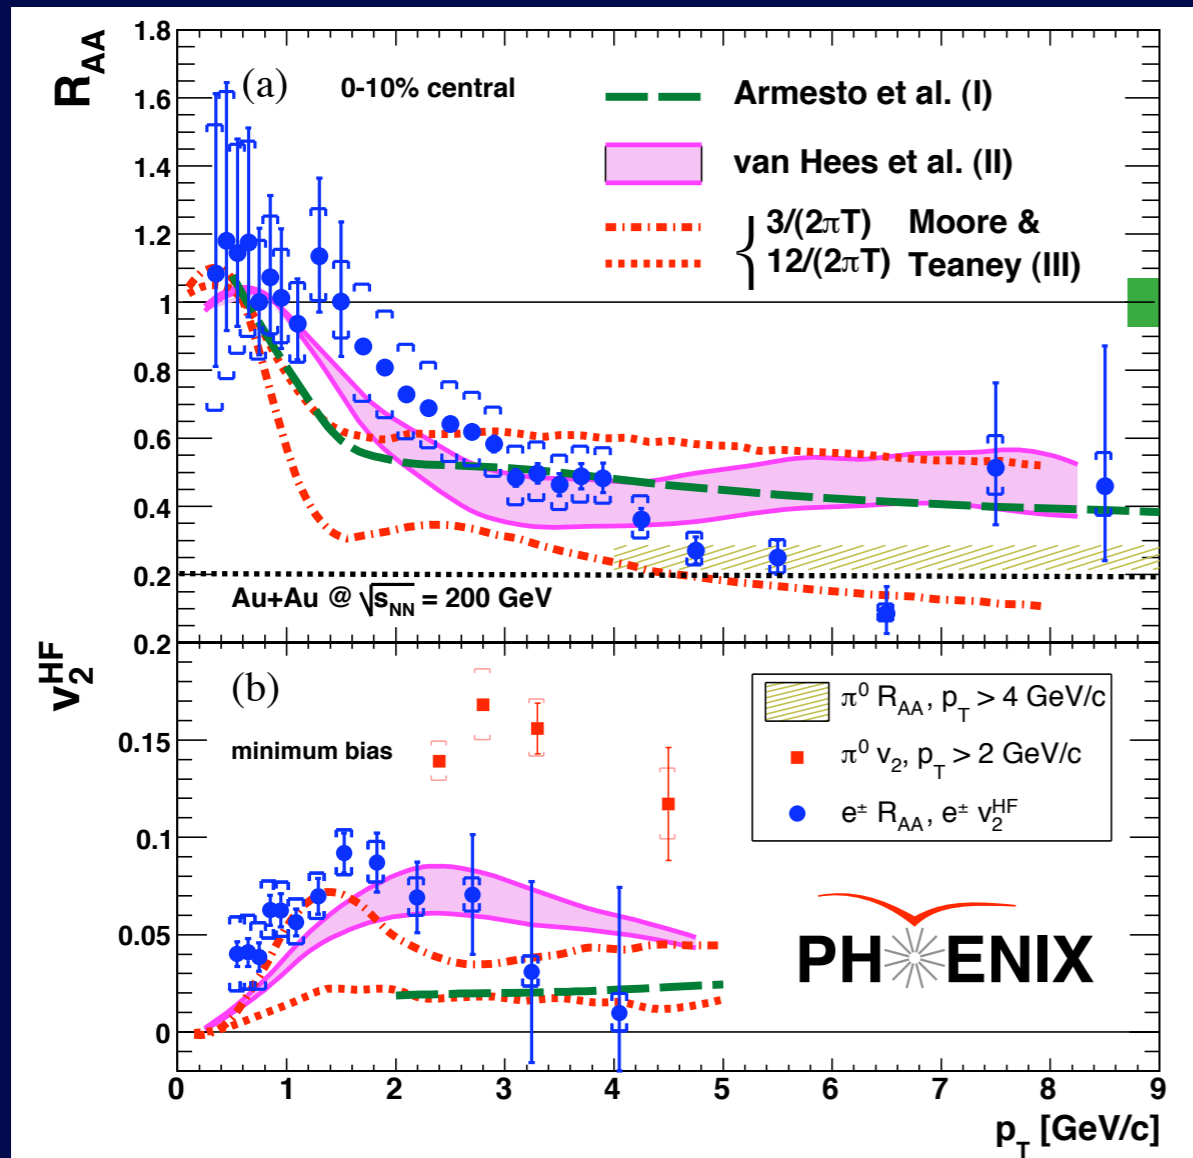 R_AA
1.8
1.6
1.4
1.2
1
0.8
0.6
0.4
0.2
(a)
0-10% central
Armesto et al. (I)
van Hees et al. (II)
3/(2πT) Moore &
12/(2πT) Teaney (III)
Au+Au @ √s_NN = 200 GeV
v_2^HF
0.2
0.15
0.1
0.05
0
(b)
minimum bias
π⁰ R_AA, p_T > 4 GeV/c
π⁰ v_2, p_T > 2 GeV/c
e± R_AA, e± v_2^HF
PH ENIX
0 1 2 3 4 5 6 7 8 9
p_T [GeV/c]